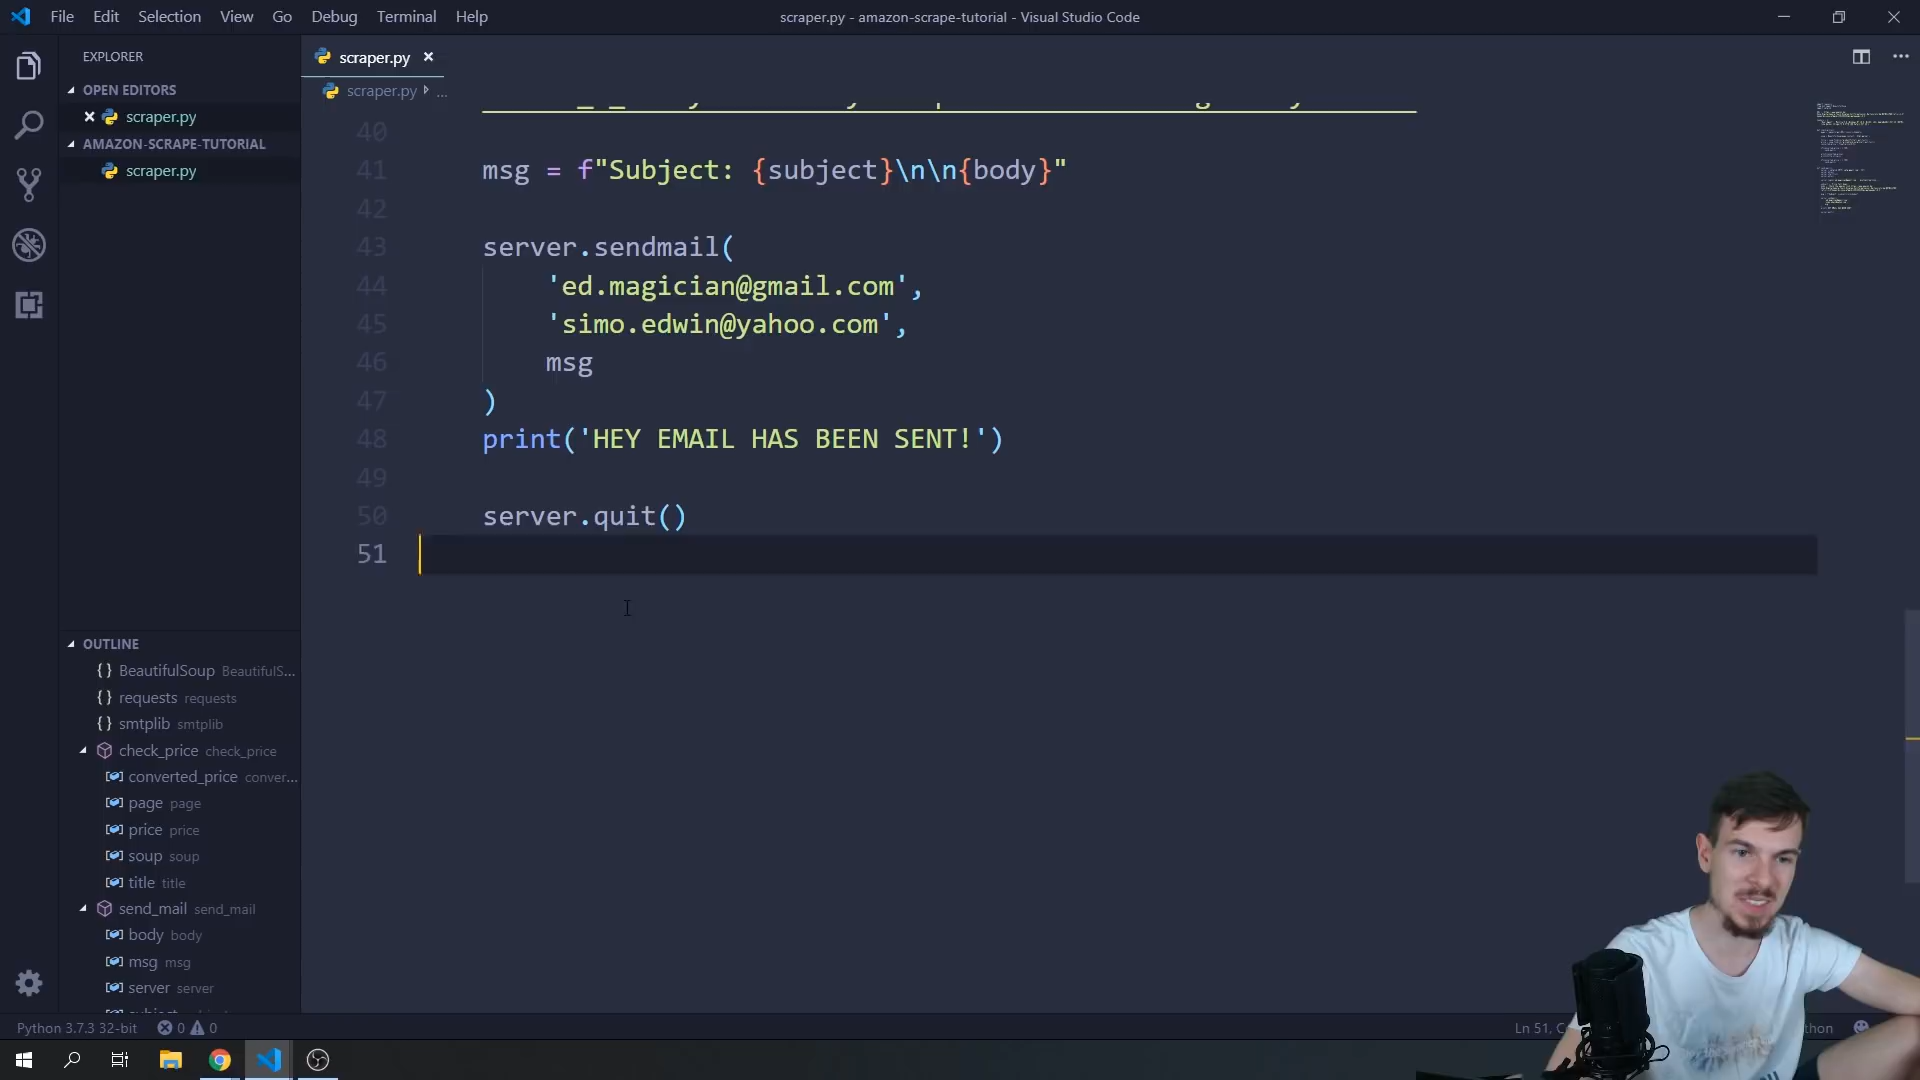 File Edit Selection View Go Debug Terminal Help
scraper.py - amazon-scrape-tutorial - Visual Studio Code
EXPLORER
OPEN EDITORS
scraper.py
AMAZON-SCRAPE-TUTORIAL
scraper.py
OUTLINE
BeautifulSoup BeautifulS...
requests requests
smtplib smtplib
check_price check_price
converted_price conver...
page page
price price
soup soup
title title
send_mail send_mail
body body
msg msg
server server
scraper.py
scraper.py ...
40
41 msg = f"Subject: {subject}\n\n{body}"
42
43 server.sendmail(
44 'ed.magician@gmail.com',
45 'simo.edwin@yahoo.com',
46 msg
47 )
48 print('HEY EMAIL HAS BEEN SENT!')
49
50 server.quit()
51
Python 3.7.3 32-bit 0 0
Ln 51,